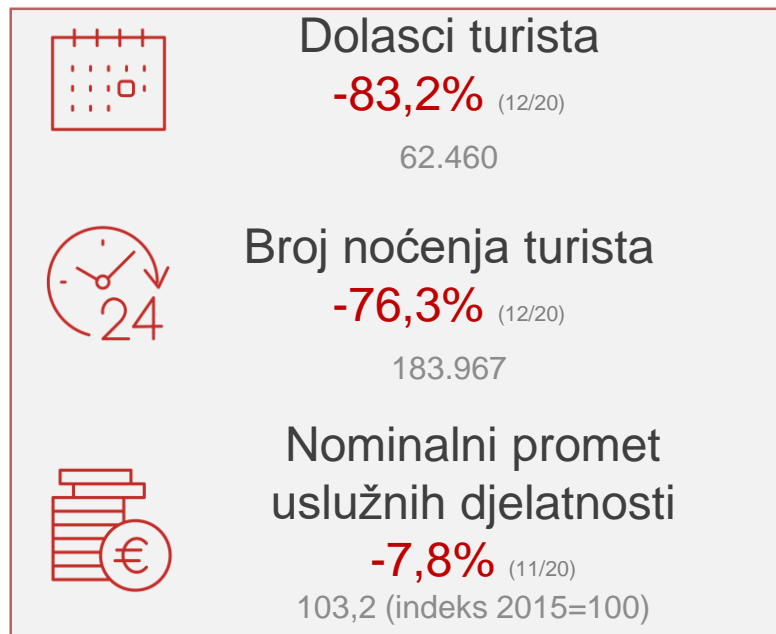 Dolasci turista
-83,2% (12/20)
62.460
24
Broj noćenja turista
-76,3% (12/20)
183.967
Nominalni promet
uslužnih djelatnosti
€
-7,8% (11/20)
103,2 (indeks 2015=100)